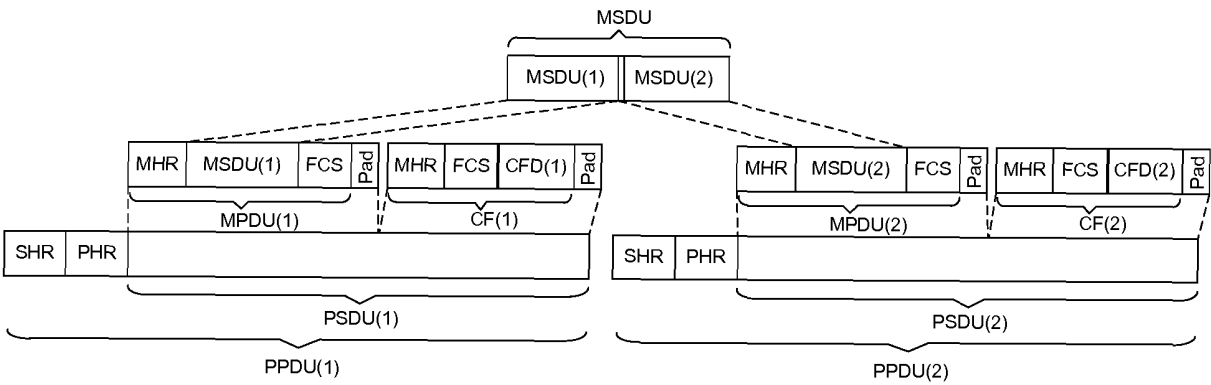 MSDU
MSDU(1) MSDU(2)
MHR MSDU(1) FCS Pad MHR FCS CFD(1) Pad MHR MSDU(2) FCS Pad MHR FCS CFD(2) Pad
MPDU(1) CF(1) MPDU(2) CF(2)
SHR PHR SHR PHR
PSDU(1) PSDU(2)
PPDU(1) PPDU(2)